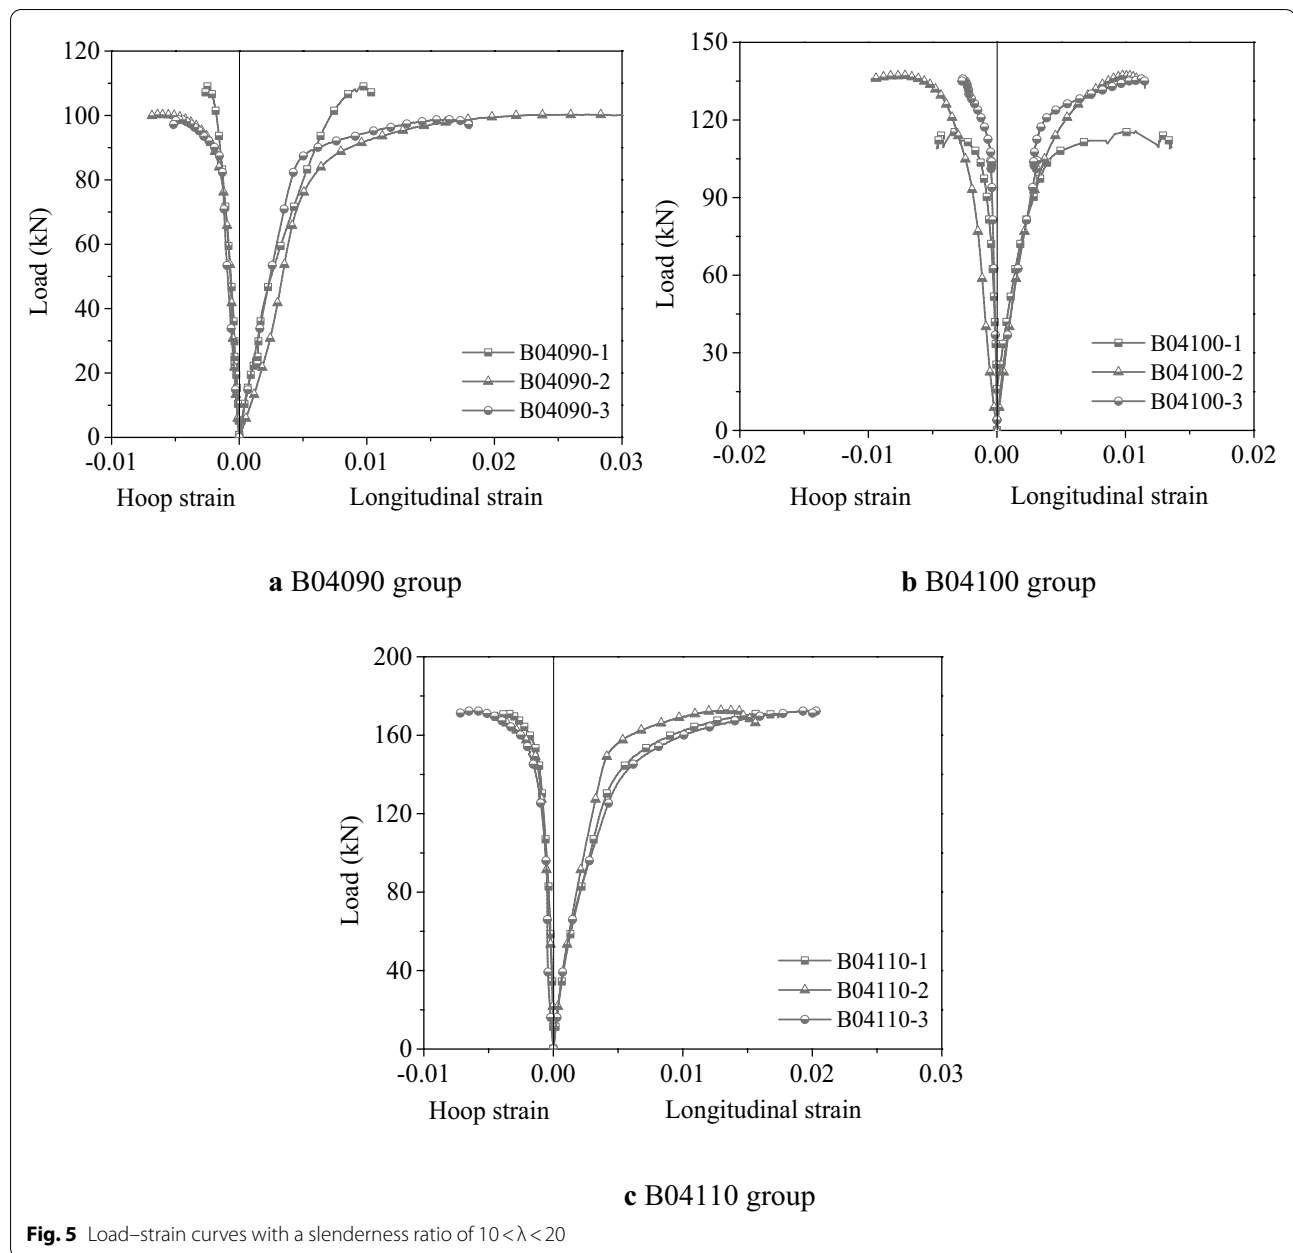 120
100
80
60
40
20
0
Load (kN)
-0.01
0.00
0.01
0.02
0.03
Hoop strain
Longitudinal strain
B04090-1
B04090-2
B04090-3
a B04090 group
150
120
90
60
30
0
Load (kN)
-0.02
-0.01
0.00
0.01
0.02
Hoop strain
Longitudinal strain
B04100-1
B04100-2
B04100-3
b B04100 group
200
160
120
80
40
0
Load (kN)
-0.01
0.00
0.01
0.02
0.03
Hoop strain
Longitudinal strain
B04110-1
B04110-2
B04110-3
c B04110 group
Fig. 5 Load–strain curves with a slenderness ratio of 10 < λ < 20